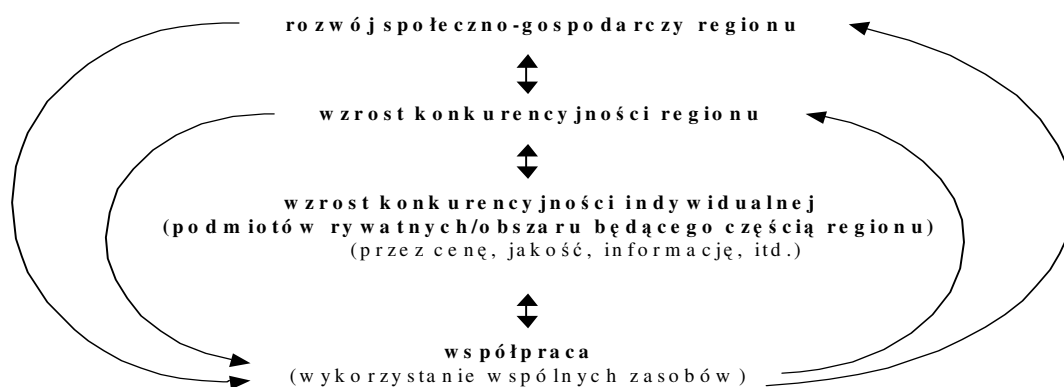 rozwój społeczno-gospodarczy regionu
wzrost konkurencyjności regionu
wzrost konkurencyjności indywidualnej
(podmiotów rywatnych/obszaru będącego częścią regionu)
(przez cenę, jakość, informację, itd.)
współpraca
(wykorzystanie wspólnych zasobów)